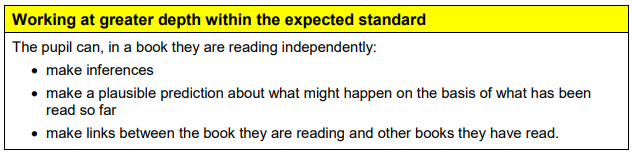 Working at greater depth within the expected standard
The pupil can, in a book they are reading independently:
• make inferences
• make a plausible prediction about what might happen on the basis of what has been
read so far
• make links between the book they are reading and other books they have read.